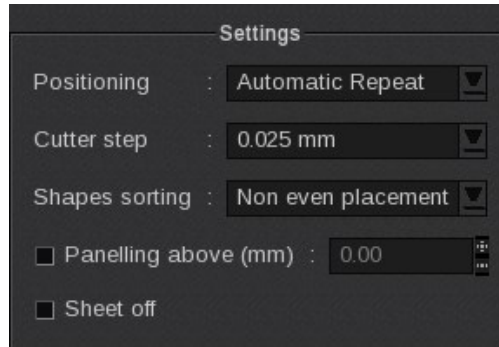 Settings
Positioning : Automatic Repeat
Cutter step : 0.025 mm
Shapes sorting : Non even placement
Panelling above (mm) : 0.00
Sheet off